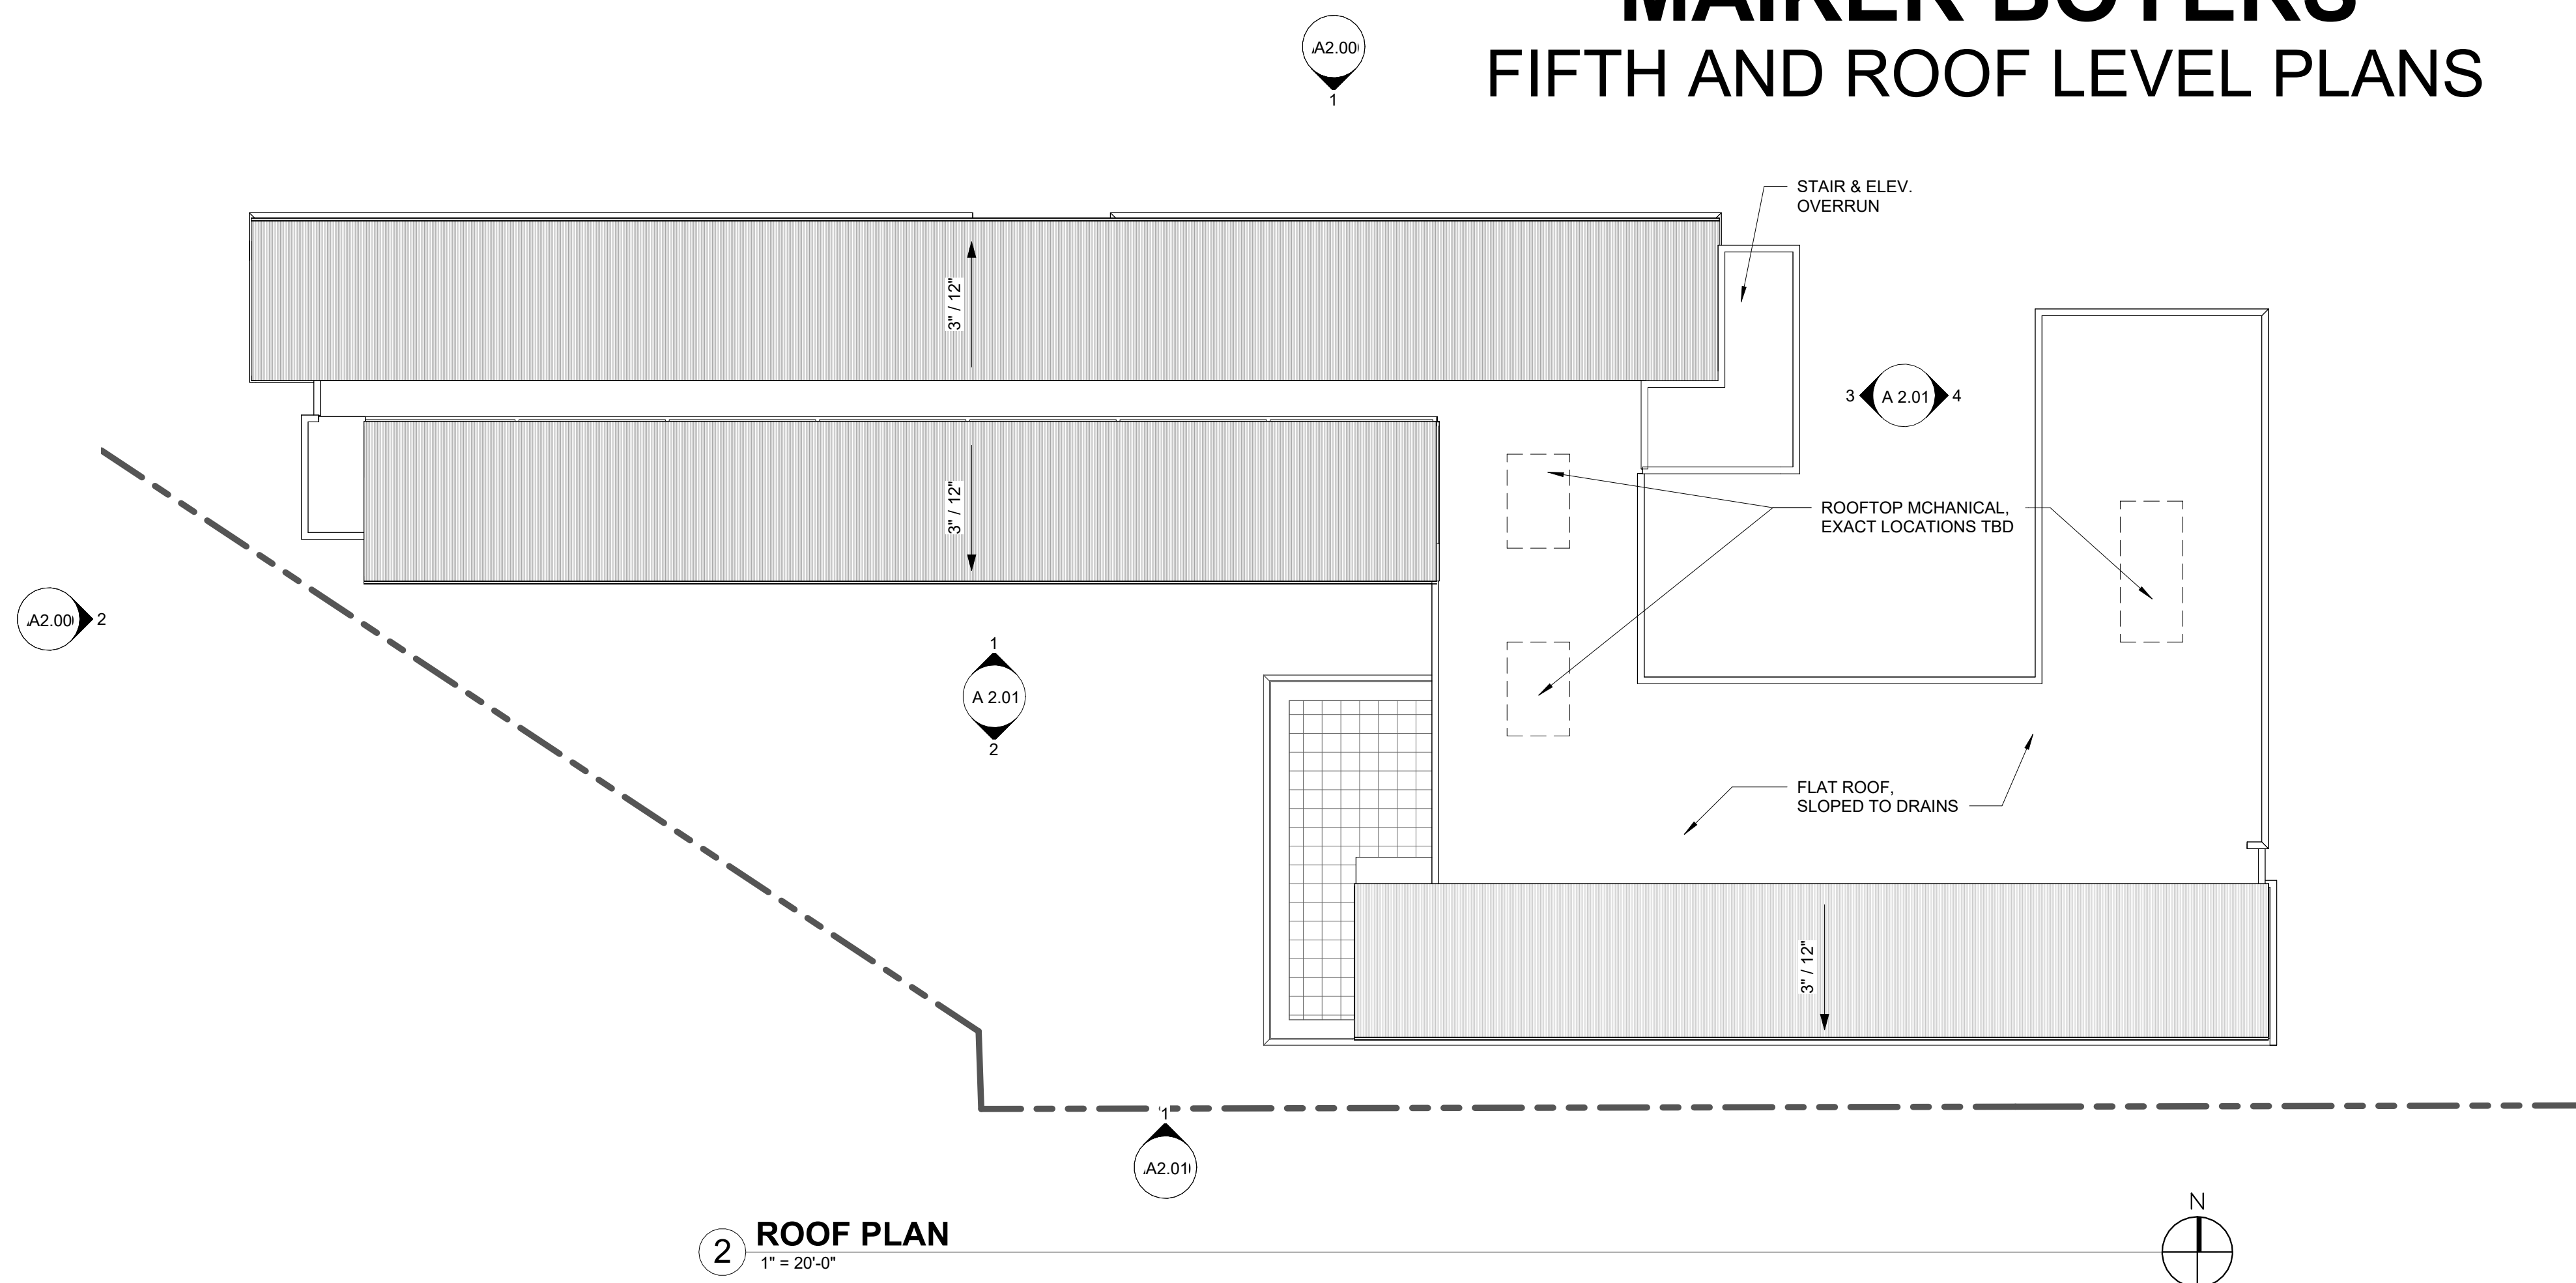 MAIKER BOYERS
FIFTH AND ROOF LEVEL PLANS
A2.00
1
STAIR & ELEV.
OVERRUN
3" / 12"
3
A 2.01
4
3" / 12"
ROOFTOP MCHANICAL,
EXACT LOCATIONS TBD
A2.00
2
1
A 2.01
2
FLAT ROOF,
SLOPED TO DRAINS
3" / 12"
1
A2.01
N
2
ROOF PLAN
1" = 20'-0"